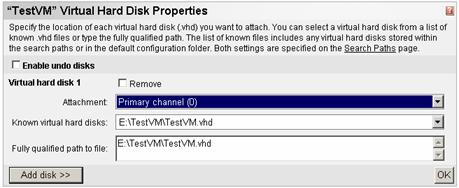 "TestVM" Virtual Hard Disk Properties
Specify the location of each virtual hard disk (.vhd) you want to attach. You can select a virtual hard disk from a list of
known .vhd files or type the fully qualified path. The list of known files includes any virtual hard disks stored within
the search paths or in the default configuration folder. Both settings are specified on the Search Paths page.
Enable undo disks
Virtual hard disk 1 Remove
Attachment: Primary channel (0)
Known virtual hard disks: E:\TestVM\TestVM.vhd
Fully qualified path to file: E:\TestVM\TestVM.vhd
Add disk >> OK